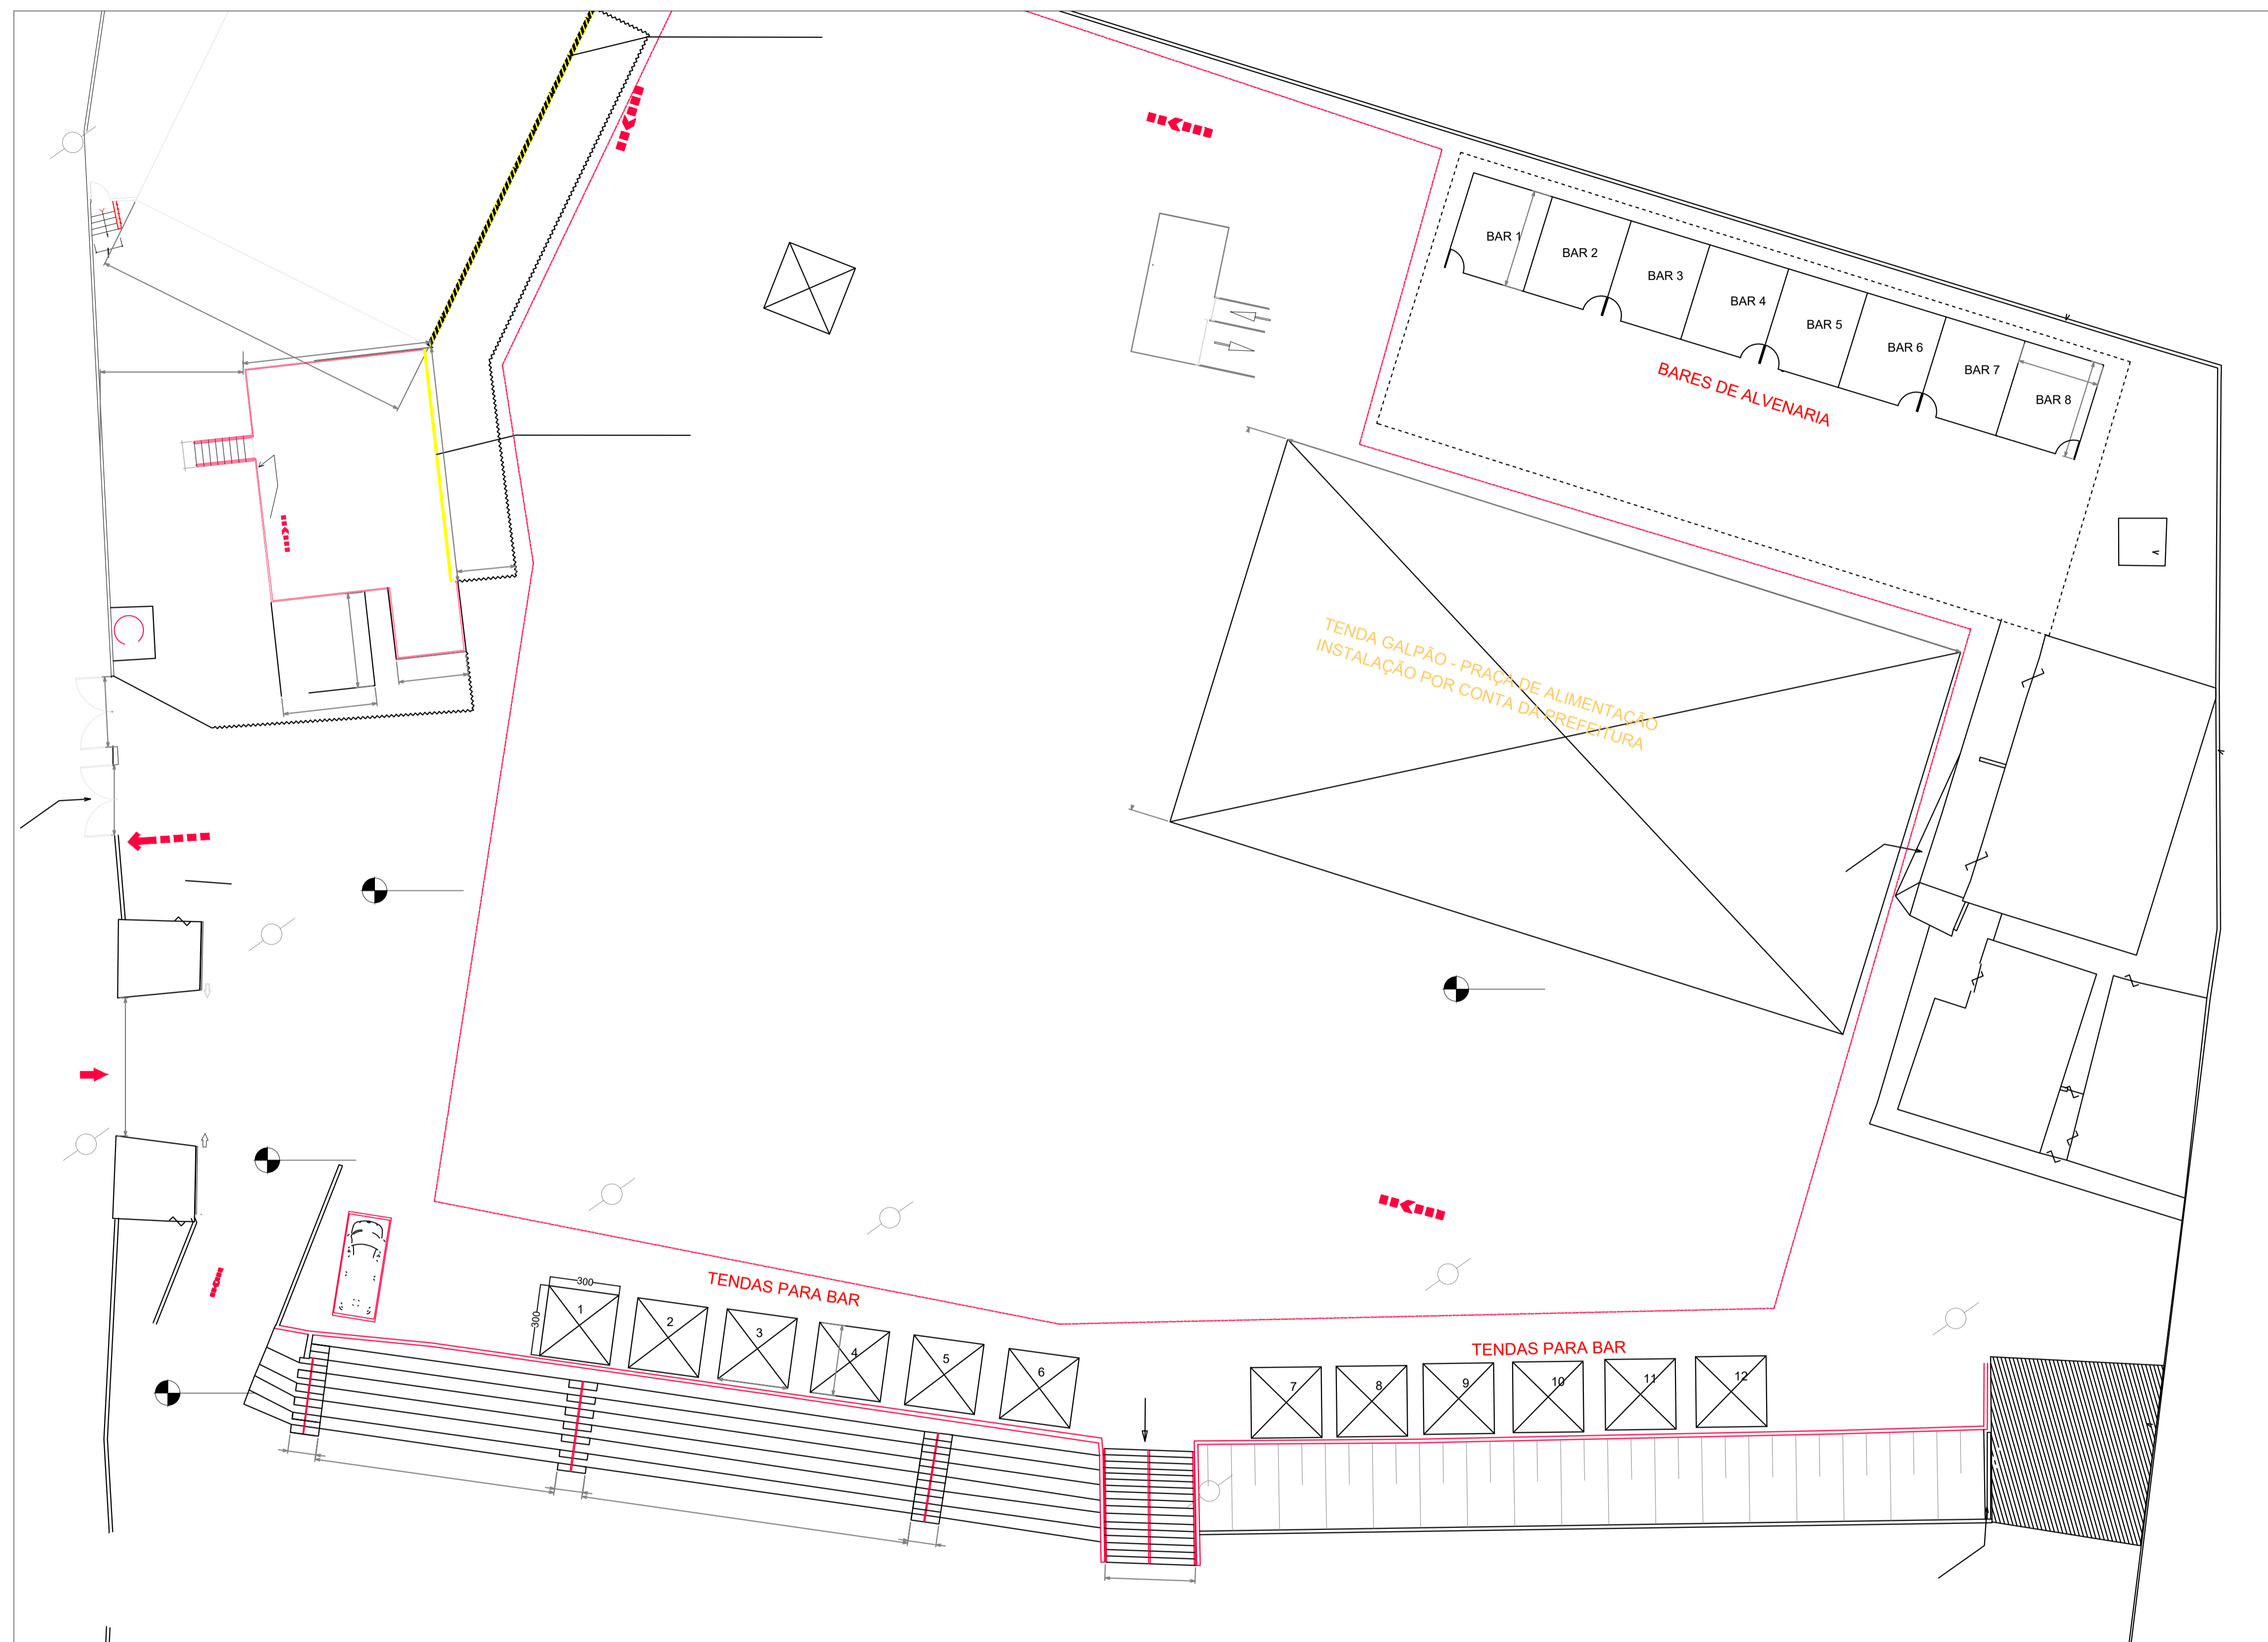 BAR 1
BAR 2
BAR 3
BAR 4
BAR 5
BAR 6
BAR 7
BAR 8
BARES DE ALVENARIA
TENDA GALPÃO - PRAÇA DE ALIMENTAÇÃO
INSTALAÇÃO POR CONTA DA PREFEITURA
TENDAS PARA BAR
300
300
1
2
3
4
5
6
TENDAS PARA BAR
7
8
9
10
11
12